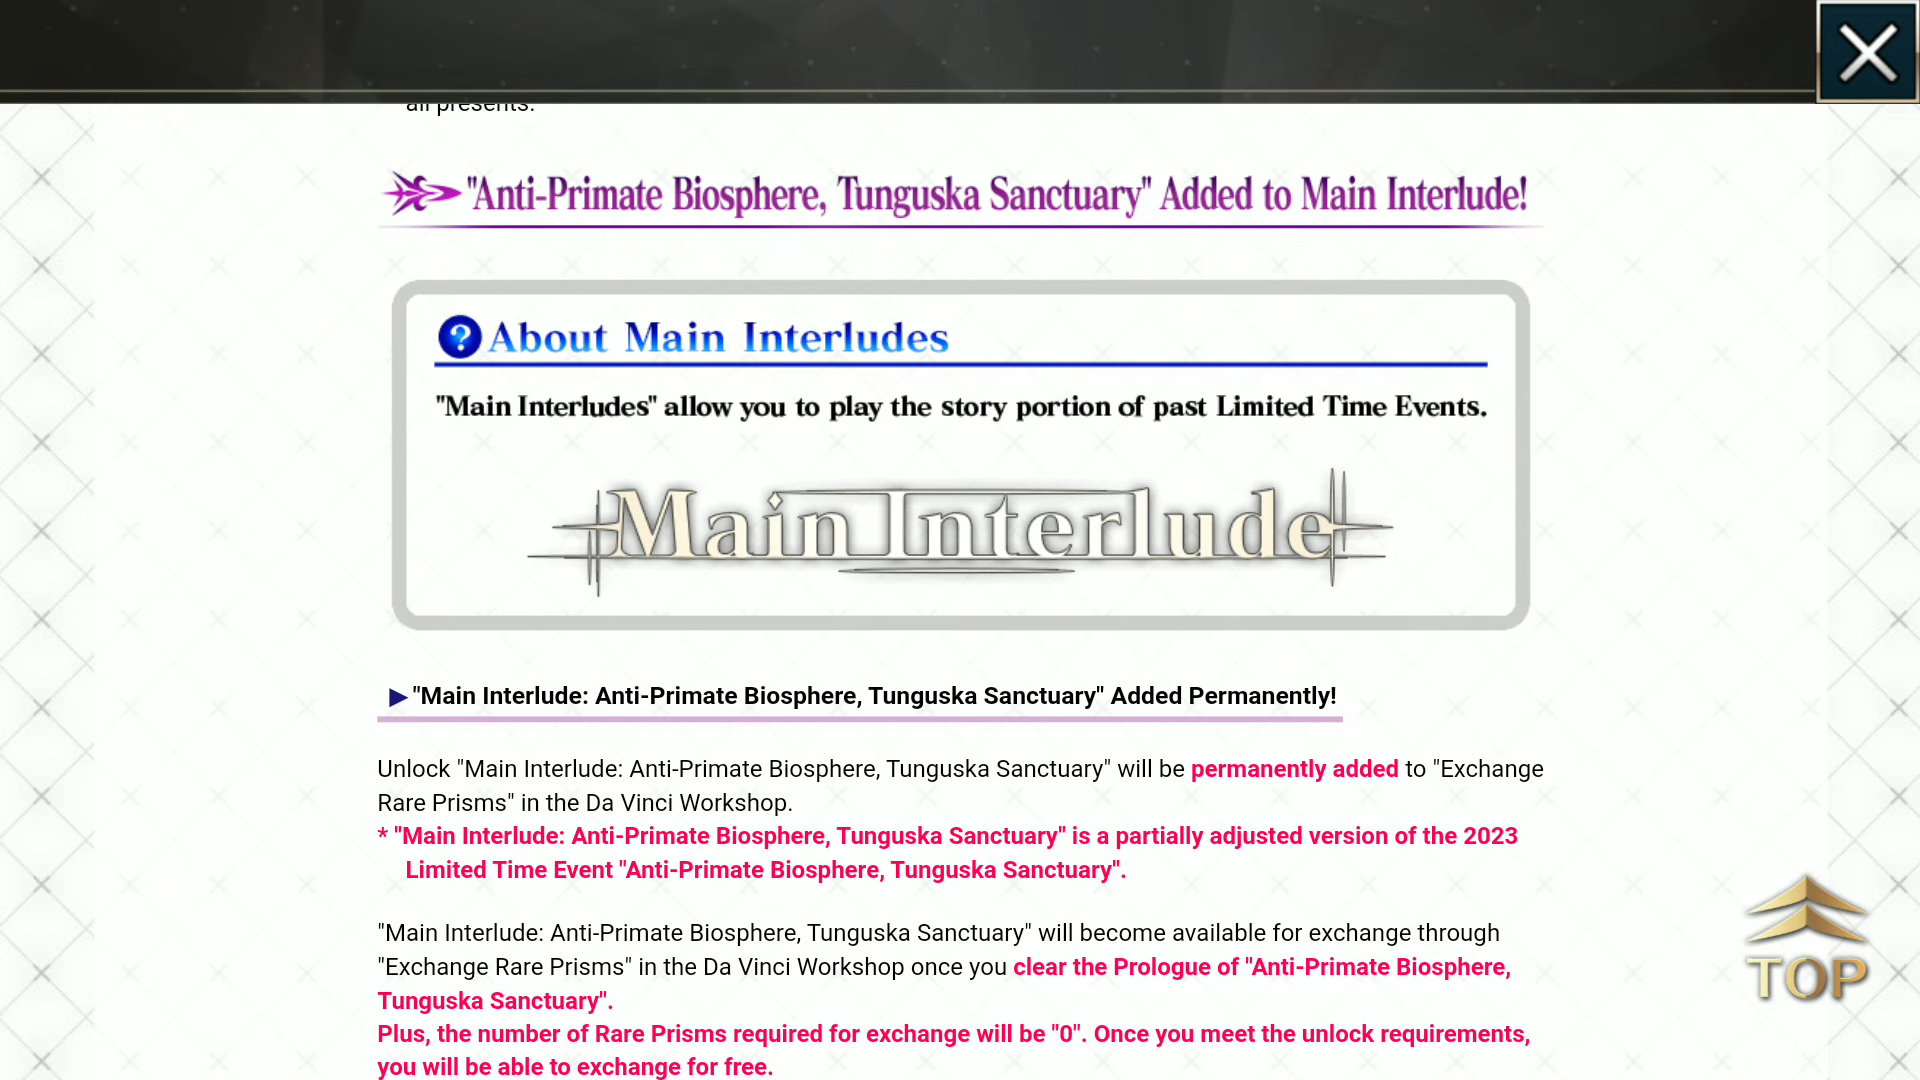 all presents.
"Anti-Primate Biosphere, Tunguska Sanctuary" Added to Main Interlude!
? About Main Interludes
"Main Interludes" allow you to play the story portion of past Limited Time Events.
Main Interlude
▶ "Main Interlude: Anti-Primate Biosphere, Tunguska Sanctuary" Added Permanently!
Unlock "Main Interlude: Anti-Primate Biosphere, Tunguska Sanctuary" will be permanently added to "Exchange
Rare Prisms" in the Da Vinci Workshop.
* "Main Interlude: Anti-Primate Biosphere, Tunguska Sanctuary" is a partially adjusted version of the 2023
Limited Time Event "Anti-Primate Biosphere, Tunguska Sanctuary".
"Main Interlude: Anti-Primate Biosphere, Tunguska Sanctuary" will become available for exchange through
"Exchange Rare Prisms" in the Da Vinci Workshop once you clear the Prologue of "Anti-Primate Biosphere,
Tunguska Sanctuary".
Plus, the number of Rare Prisms required for exchange will be "0". Once you meet the unlock requirements,
you will be able to exchange for free.
TOP